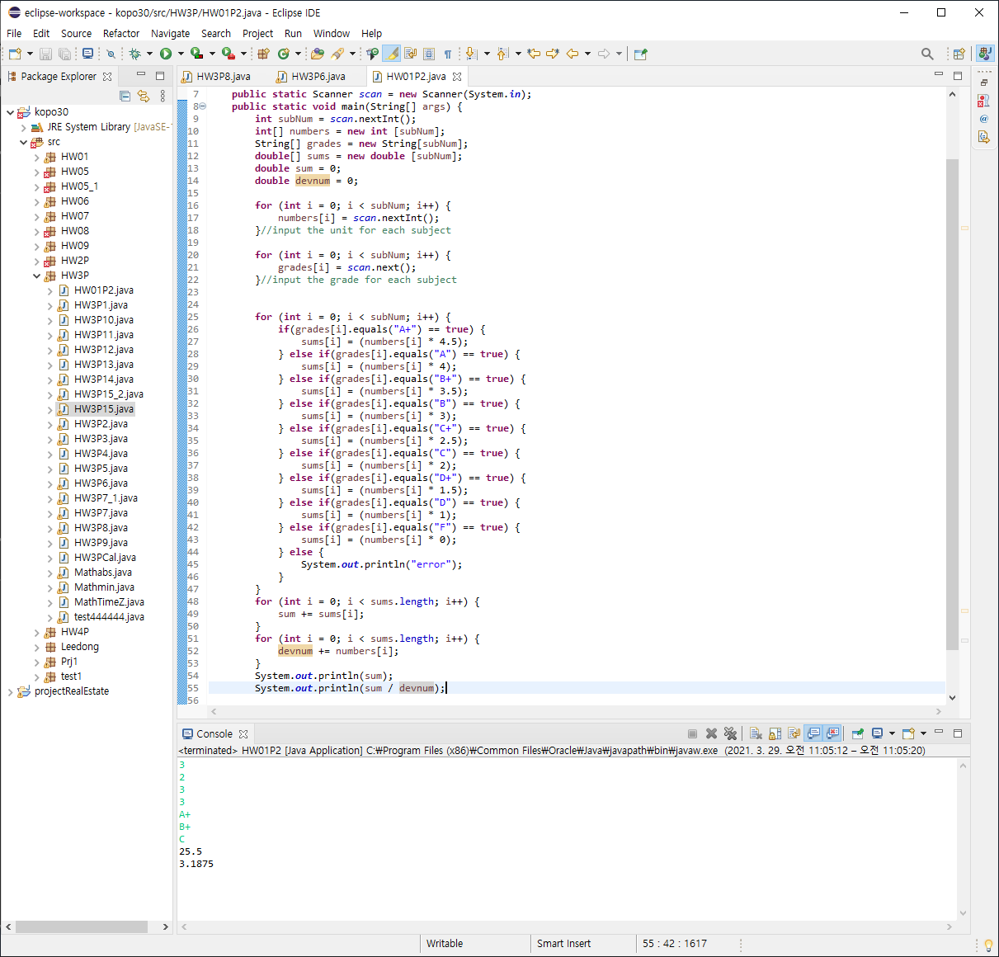 eclipse-workspace - kopo30/src/HW3P/HW01P2.java - Eclipse IDE
File Edit Source Refactor Navigate Search Project Run Window Help
Package Explorer
kopo30
JRE System Library [JavaSE-1
src
HW01
HW05
HW05_1
HW06
HW07
HW08
HW09
HW2P
HW3P
HW01P2.java
HW3P1.java
HW3P10.java
HW3P11.java
HW3P12.java
HW3P13.java
HW3P14.java
HW3P15_2.java
HW3P15.java
HW3P2.java
HW3P3.java
HW3P4.java
HW3P5.java
HW3P6.java
HW3P7_1.java
HW3P7.java
HW3P8.java
HW3P9.java
HW3PCal.java
Mathabs.java
Mathmin.java
MathTimeZ.java
test444444.java
HW4P
Leedong
Prj1
test1
projectRealEstate
HW3P8.java HW3P6.java HW01P2.java
7 public static Scanner scan = new Scanner(System.in);
8 public static void main(String[] args) {
9 int subNum = scan.nextInt();
10 int[] numbers = new int [subNum];
11 String[] grades = new String[subNum];
12 double[] sums = new double [subNum];
13 double sum = 0;
14 double devnum = 0;
15
16 for (int i = 0; i < subNum; i++) {
17 numbers[i] = scan.nextInt();
18 }//input the unit for each subject
19
20 for (int i = 0; i < subNum; i++) {
21 grades[i] = scan.next();
22 }//input the grade for each subject
23
24
25 for (int i = 0; i < subNum; i++) {
26 if(grades[i].equals("A+") == true) {
27 sums[i] = (numbers[i] * 4.5);
28 } else if(grades[i].equals("A") == true) {
29 sums[i] = (numbers[i] * 4);
30 } else if(grades[i].equals("B+") == true) {
31 sums[i] = (numbers[i] * 3.5);
32 } else if(grades[i].equals("B") == true) {
33 sums[i] = (numbers[i] * 3);
34 } else if(grades[i].equals("C+") == true) {
35 sums[i] = (numbers[i] * 2.5);
36 } else if(grades[i].equals("C") == true) {
37 sums[i] = (numbers[i] * 2);
38 } else if(grades[i].equals("D+") == true) {
39 sums[i] = (numbers[i] * 1.5);
40 } else if(grades[i].equals("D") == true) {
41 sums[i] = (numbers[i] * 1);
42 } else if(grades[i].equals("F") == true) {
43 sums[i] = (numbers[i] * 0);
44 } else {
45 System.out.println("error");
46 }
47 }
48 for (int i = 0; i < sums.length; i++) {
49 sum += sums[i];
50 }
51 for (int i = 0; i < sums.length; i++) {
52 devnum += numbers[i];
53 }
54 System.out.println(sum);
55 System.out.println(sum / devnum);
56
Console
<terminated> HW01P2 [Java Application] C:₩Program Files (x86)₩Common Files₩Oracle₩Java₩javapath₩bin₩javaw.exe (2021. 3. 29. 오전 11:05:12 – 오전 11:05:20)
3
2
3
3
A+
B+
C
25.5
3.1875
Writable Smart Insert 55 : 42 : 1617